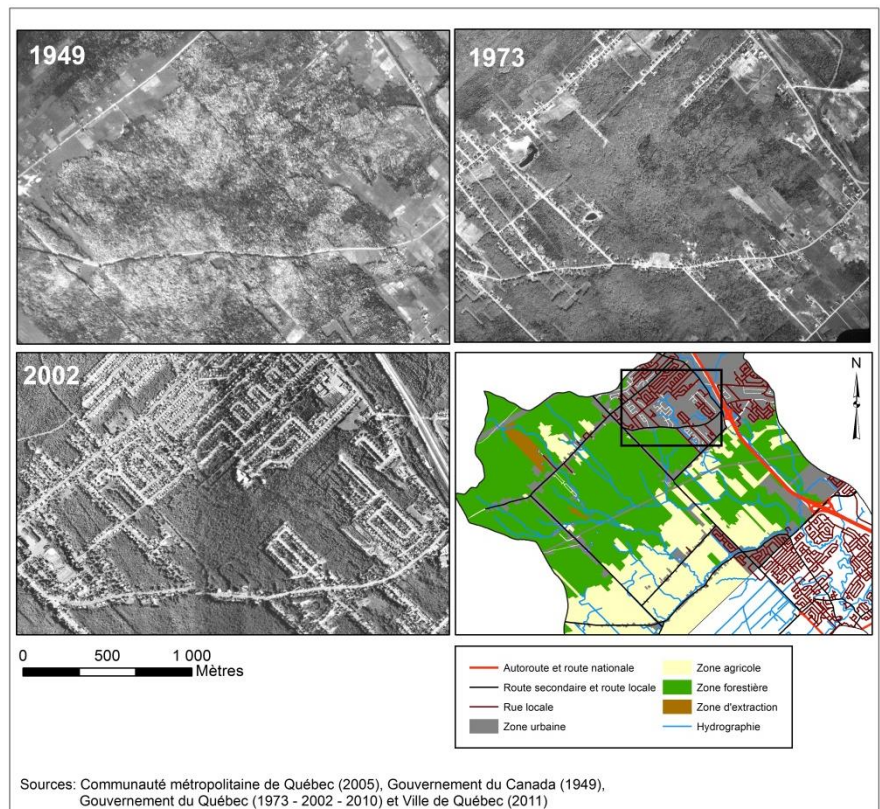 1949
1973
2002
N
0 500 1 000
Mètres
Autoroute et route nationale
Route secondaire et route locale
Rue locale
Zone urbaine
Zone agricole
Zone forestière
Zone d'extraction
Hydrographie
Sources: Communauté métropolitaine de Québec (2005), Gouvernement du Canada (1949),
Gouvernement du Québec (1973 - 2002 - 2010) et Ville de Québec (2011)